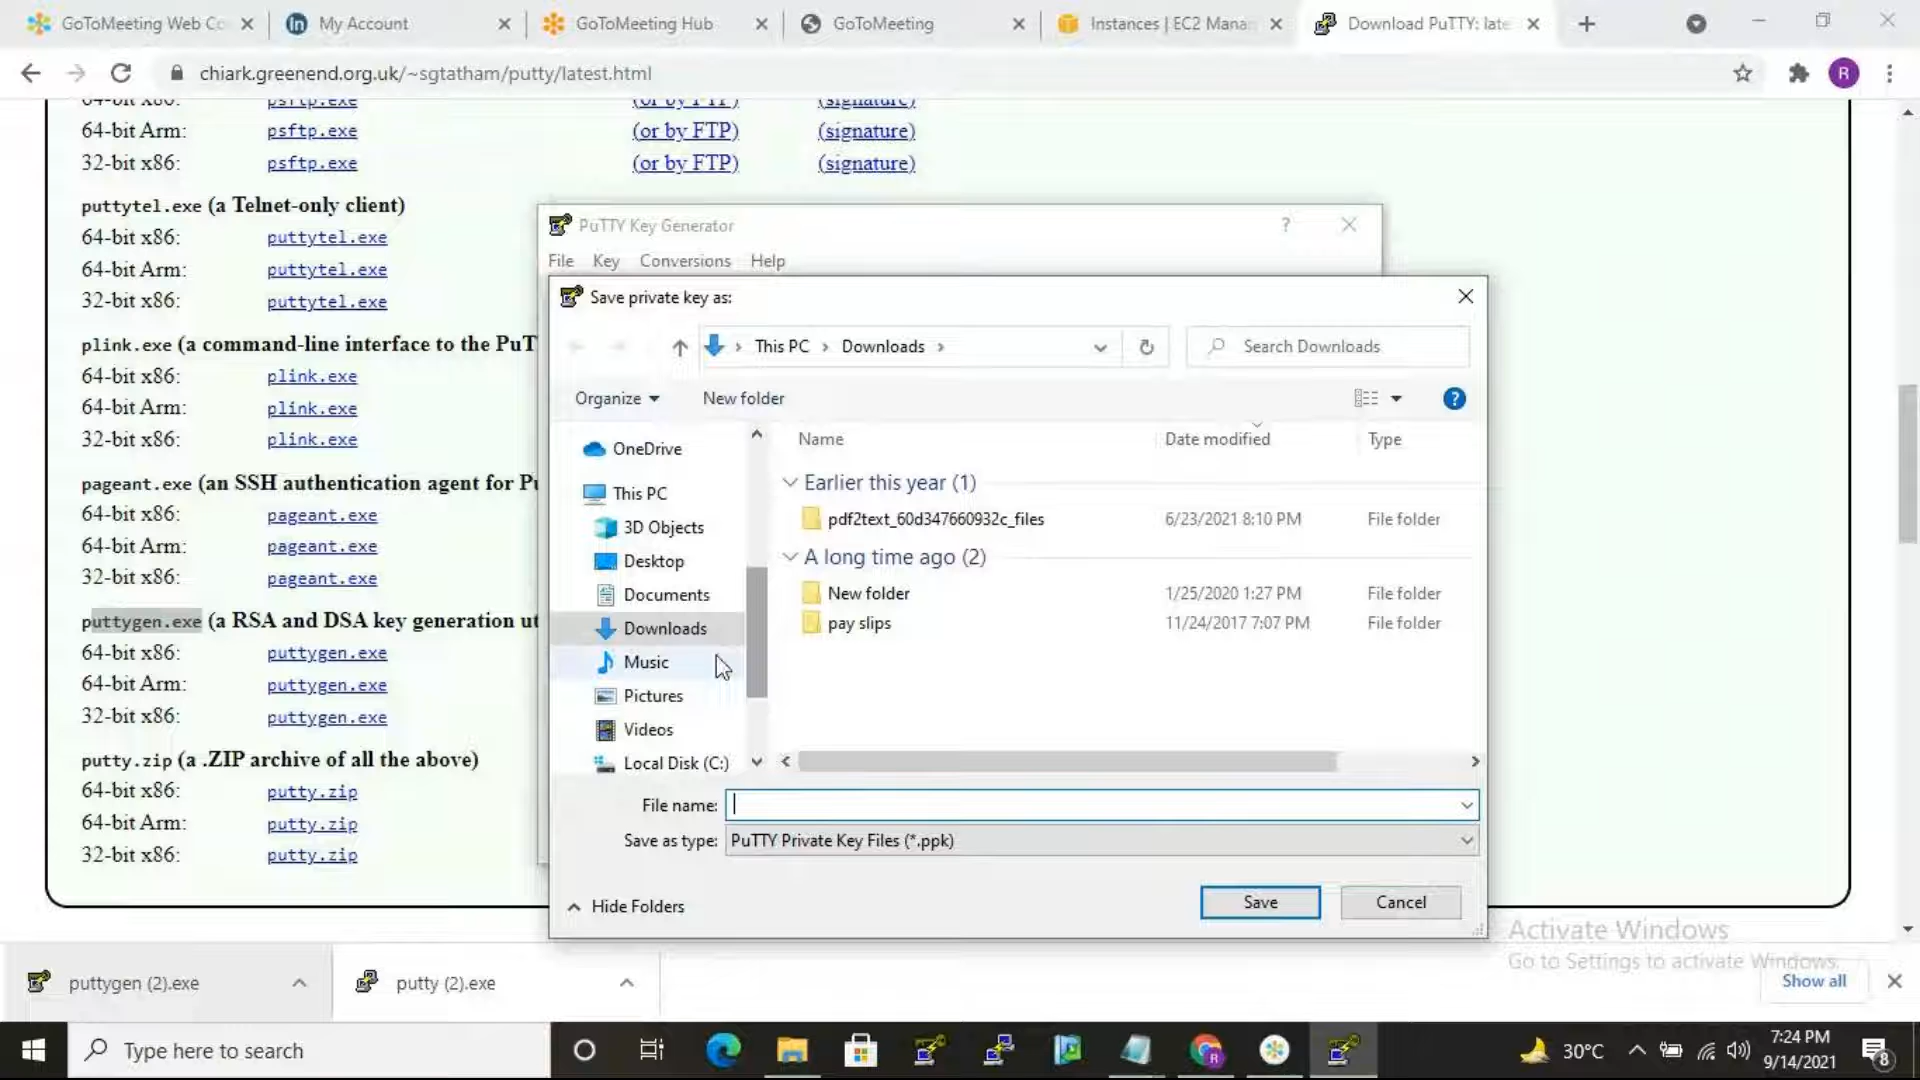 GoToMeeting Web Co
My Account
GoToMeeting Hub
GoToMeeting
Instances | EC2 Mana
Download PuTTY: late
chiark.greenend.org.uk/~sgtatham/putty/latest.html
R
64-bit x86: psftp.exe (or by FTP) (signature)
64-bit Arm: psftp.exe (or by FTP) (signature)
32-bit x86: psftp.exe (or by FTP) (signature)
puttytel.exe (a Telnet-only client)
64-bit x86: puttytel.exe
64-bit Arm: puttytel.exe
32-bit x86: puttytel.exe
plink.exe (a command-line interface to the PuT
64-bit x86: plink.exe
64-bit Arm: plink.exe
32-bit x86: plink.exe
pageant.exe (an SSH authentication agent for Pu
64-bit x86: pageant.exe
64-bit Arm: pageant.exe
32-bit x86: pageant.exe
puttygen.exe (a RSA and DSA key generation ut
64-bit x86: puttygen.exe
64-bit Arm: puttygen.exe
32-bit x86: puttygen.exe
putty.zip (a .ZIP archive of all the above)
64-bit x86: putty.zip
64-bit Arm: putty.zip
32-bit x86: putty.zip
PuTTY Key Generator ?
File Key Conversions Help
Save private key as:
This PC › Downloads ›
Search Downloads
Organize New folder ?
OneDrive
This PC
3D Objects
Desktop
Documents
Downloads
Music
Pictures
Videos
Local Disk (C:)
Name Date modified Type
Earlier this year (1)
pdf2text_60d347660932c_files 6/23/2021 8:10 PM File folder
A long time ago (2)
New folder 1/25/2020 1:27 PM File folder
pay slips 11/24/2017 7:07 PM File folder
File name:
Save as type: PuTTY Private Key Files (*.ppk)
Hide Folders
Save Cancel
Activate Windows
Go to Settings to activate Windows.
puttygen (2).exe
putty (2).exe
Show all
Type here to search
R
30°C
7:24 PM
9/14/2021
8